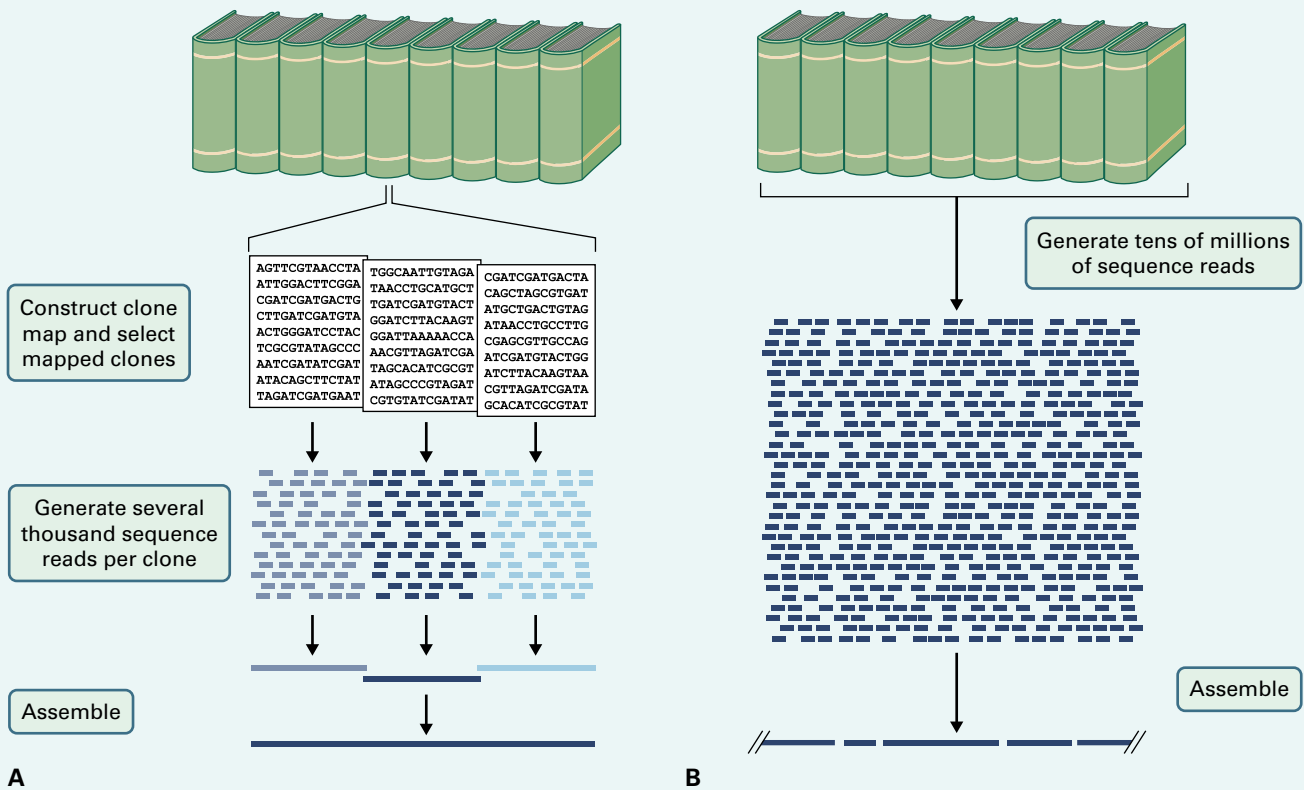 Construct clone
map and select
mapped clones
AGTTCGTAACCTA
ATTGGACTTCGGA
CGATCGATGACTG
CTTGATCGATGTA
ACTGGGATCCTAC
TCGCGTATAGCCC
AATCGATATCGAT
ATACAGCTTCTAT
TAGATCGATGAAT
TGGCAATTGTAGA
TAACCTGCATGCT
TGATCGATGTACT
GGATCTTACAAGT
GGATTAAAAACCA
AACGTTAGATCGA
TAGCACATCGCGT
ATAGCCCGTAGAT
CGTGTATCGATAT
CGATCGATGACTA
CAGCTAGCGTGAT
ATGCTGACTGTAG
ATAACCTGCCTTG
CGAGCGTTGCCAG
ATCGATGTACTGG
ATCTTACAAGTAA
CGTTAGATCGATA
GCACATCGCGTAT
Generate several
thousand sequence
reads per clone
Assemble
A
Generate tens of millions
of sequence reads
Assemble
B